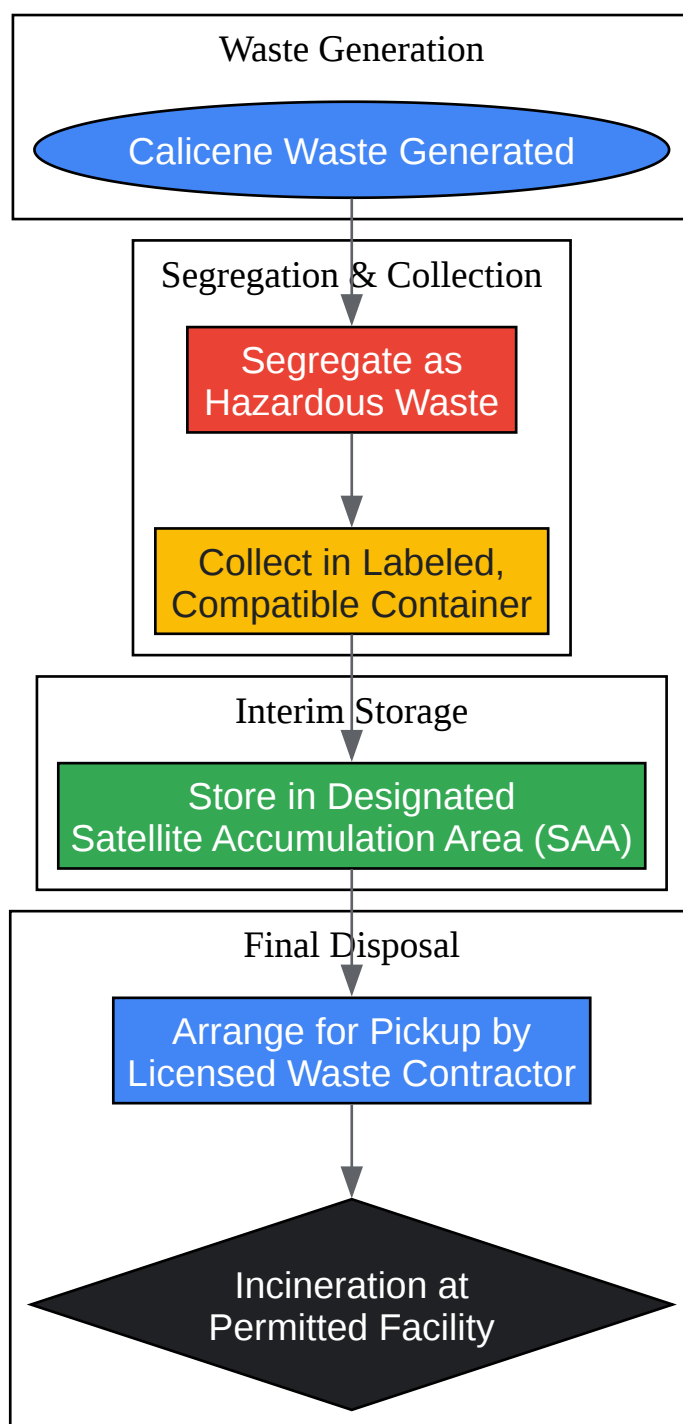 Waste Generation
Calicene Waste Generated
Segregation & Collection
Segregate as
Hazardous Waste
Collect in Labeled,
Compatible Container
Interim Storage
Store in Designated
Satellite Accumulation Area (SAA)
Final Disposal
Arrange for Pickup by
Licensed Waste Contractor
Incineration at
Permitted Facility